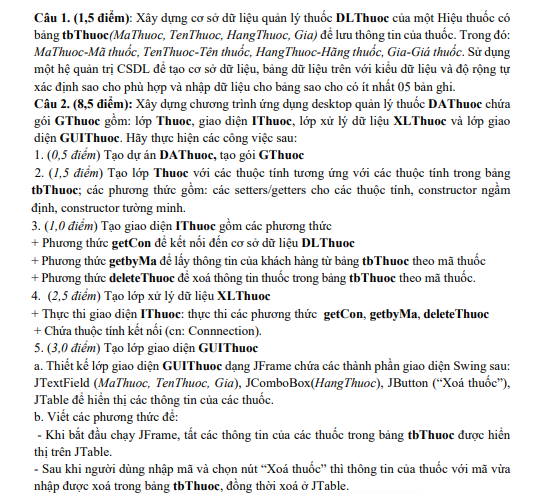 Câu 1. (1,5 điểm): Xây dựng cơ sở dữ liệu quản lý thuốc DLThuoc của một Hiệu thuốc có
bảng tbThuoc(MaThuoc, TenThuoc, HangThuoc, Gia) để lưu thông tin của thuốc. Trong đó:
MaThuoc-Mã thuốc, TenThuoc-Tên thuốc, HangThuoc-Hãng thuốc, Gia-Giá thuốc. Sử dụng
một hệ quản trị CSDL để tạo cơ sở dữ liệu, bảng dữ liệu trên với kiểu dữ liệu và độ rộng tự
xác định sao cho phù hợp và nhập dữ liệu cho bảng sao cho có ít nhất 05 bản ghi.
Câu 2. (8,5 điểm): Xây dựng chương trình ứng dụng desktop quản lý thuốc DAThuoc chứa
gói GThuoc gồm: lớp Thuoc, giao diện IThuoc, lớp xử lý dữ liệu XLThuoc và lớp giao
diện GUIThuoc. Hãy thực hiện các công việc sau:
1. (0,5 điểm) Tạo dự án DAThuoc, tạo gói GThuoc
2. (1,5 điểm) Tạo lớp Thuoc với các thuộc tính tương ứng với các thuộc tính trong bảng
tbThuoc; các phương thức gồm: các setters/getters cho các thuộc tính, constructor ngầm
định, constructor tường minh.
3. (1,0 điểm) Tạo giao diện IThuoc gồm các phương thức
+ Phương thức getCon để kết nối đến cơ sở dữ liệu DLThuoc
+ Phương thức getbyMa để lấy thông tin của khách hàng từ bảng tbThuoc theo mã thuốc
+ Phương thức deleteThuoc để xoá thông tin thuốc trong bảng tbThuoc theo mã thuốc.
4. (2,5 điểm) Tạo lớp xử lý dữ liệu XLThuoc
+ Thực thi giao diện IThuoc: thực thi các phương thức getCon, getbyMa, deleteThuoc
+ Chứa thuộc tính kết nối (cn: Connnection).
5. (3,0 điểm) Tạo lớp giao diện GUIThuoc
a. Thiết kế lớp giao diện GUIThuoc dạng JFrame chứa các thành phần giao diện Swing sau:
JTextField (MaThuoc, TenThuoc, Gia), JComboBox(HangThuoc), JButton (“Xoá thuốc”),
JTable để hiển thị các thông tin của các thuốc.
b. Viết các phương thức để:
- Khi bắt đầu chạy JFrame, tất các thông tin của các thuốc trong bảng tbThuoc được hiển
thị trên JTable.
- Sau khi người dùng nhập mã và chọn nút “Xoá thuốc” thì thông tin của thuốc với mã vừa
nhập được xoá trong bảng tbThuoc, đồng thời xoá ở JTable.